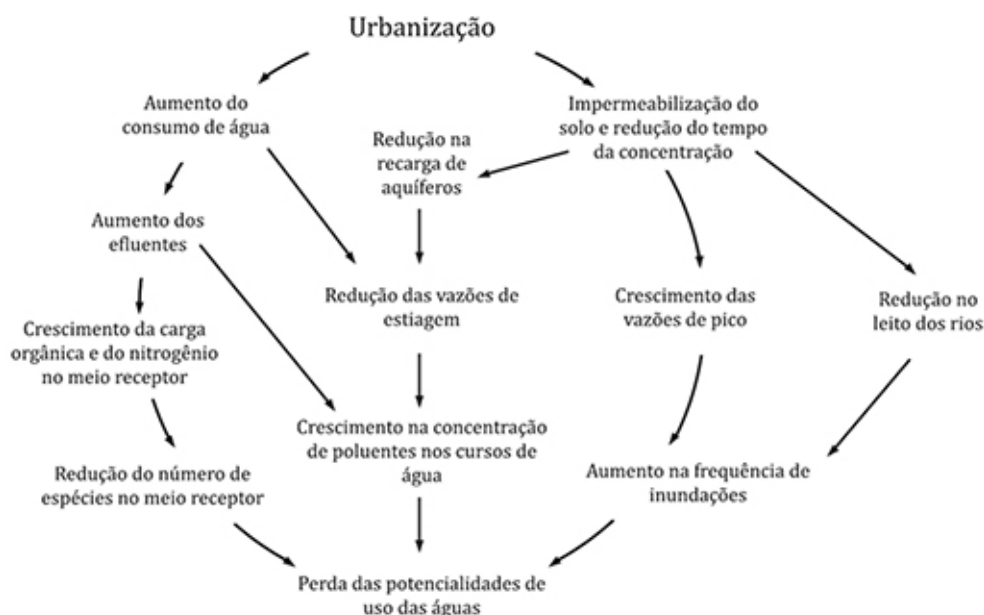 Urbanização
Aumento do
consumo de água
Impermeabilização do
solo e redução do tempo
da concentração
Redução na
recarga de
aquíferos
Aumento dos
efluentes
Redução das vazões de
estiagem
Crescimento das
vazões de pico
Redução no
leito dos rios
Crescimento da carga
orgânica e do nitrogênio
no meio receptor
Crescimento na concentração
de poluentes nos cursos de
água
Redução do número de
espécies no meio receptor
Aumento na frequência de
inundações
Perda das potencialidades de
uso das águas